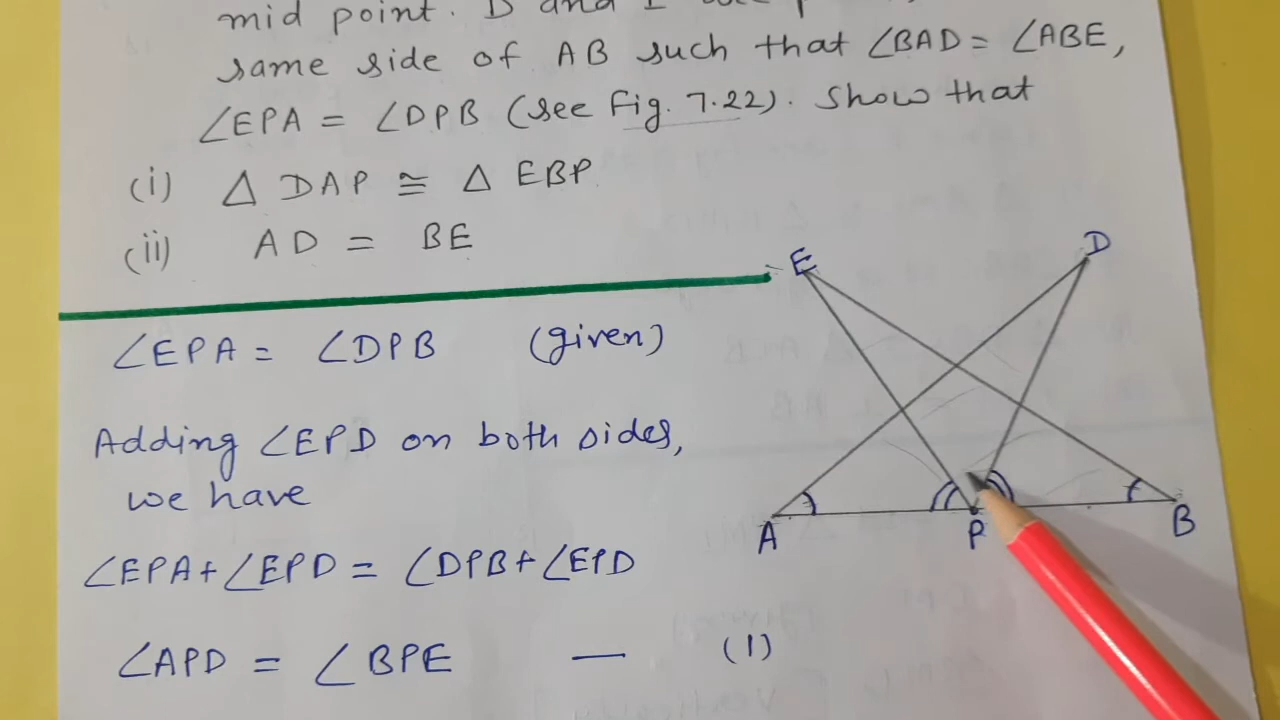 mid point. D and E
same side of AB such that ∠BAD = ∠ABE,
∠EPA = ∠DPB (see Fig. 7.22). Show that
(i) △ DAP ≅ △ EBP
(ii) AD = BE
∠EPA = ∠DPB (given)
Adding ∠EPD on both sides,
we have
∠EPA + ∠EPD = ∠DPB + ∠EPD
∠APD = ∠BPE — (1)
E
D
A
P
B